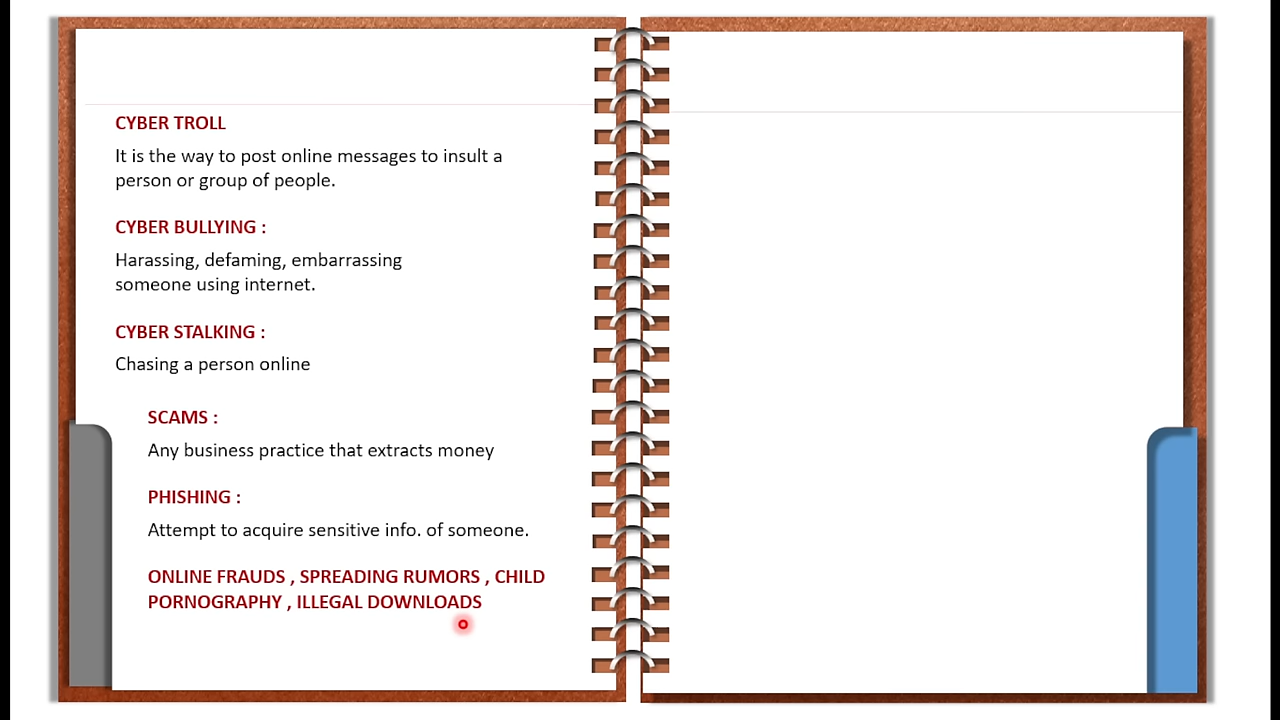 CYBER TROLL
It is the way to post online messages to insult a
person or group of people.
CYBER BULLYING :
Harassing, defaming, embarrassing
someone using internet.
CYBER STALKING :
Chasing a person online
SCAMS :
Any business practice that extracts money
PHISHING :
Attempt to acquire sensitive info. of someone.
ONLINE FRAUDS , SPREADING RUMORS , CHILD
PORNOGRAPHY , ILLEGAL DOWNLOADS